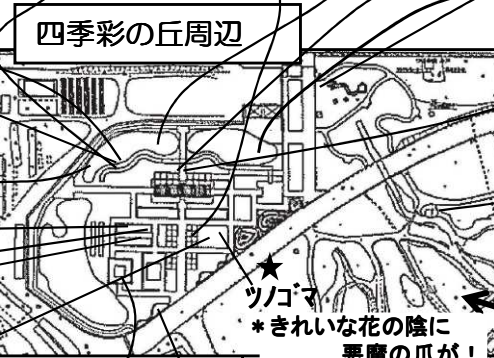 四季彩の丘周辺
★
ツノゴマ
＊きれいな花の陰に
悪魔の爪が！